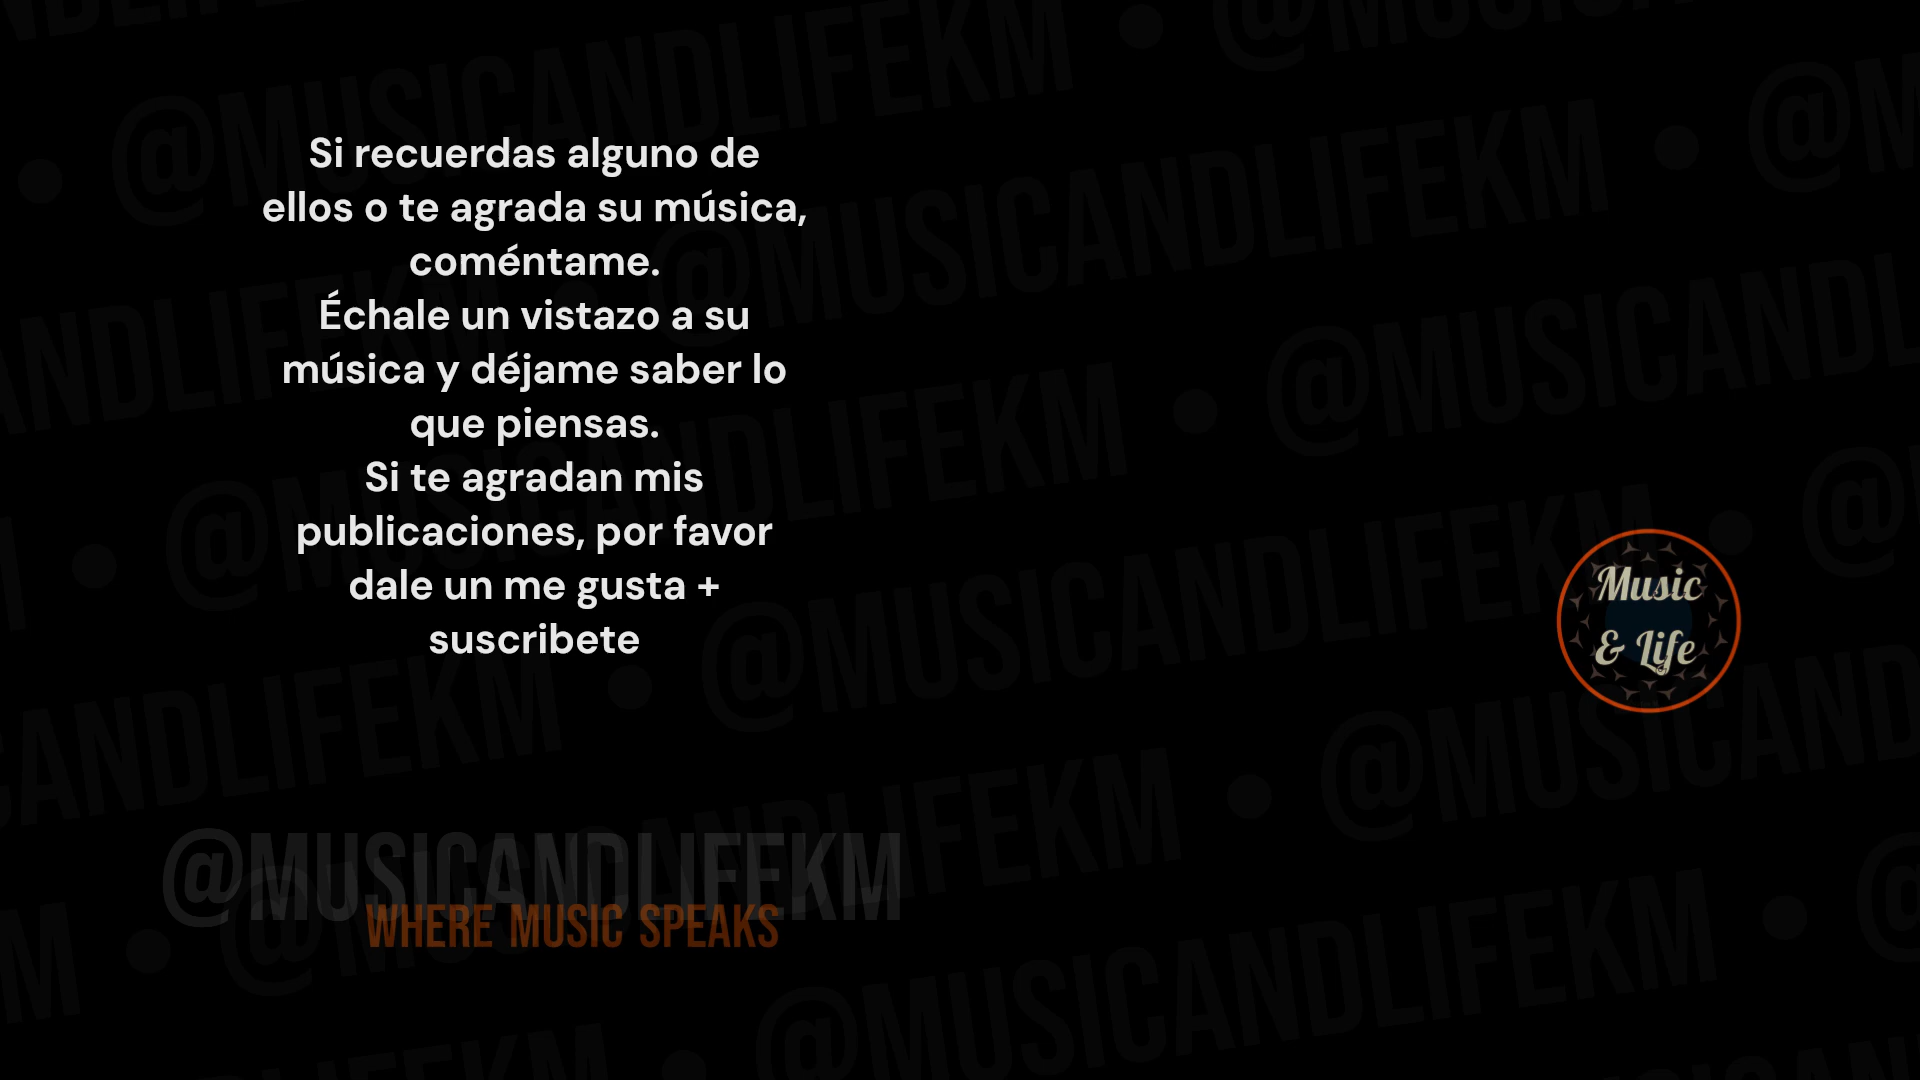 Si recuerdas alguno de
ellos o te agrada su música,
coméntame.
Échale un vistazo a su
música y déjame saber lo
que piensas.
Si te agradan mis
publicaciones, por favor
dale un me gusta +
suscribete
Music
& Life
@MUSICANDLIFEKM
WHERE MUSIC SPEAKS